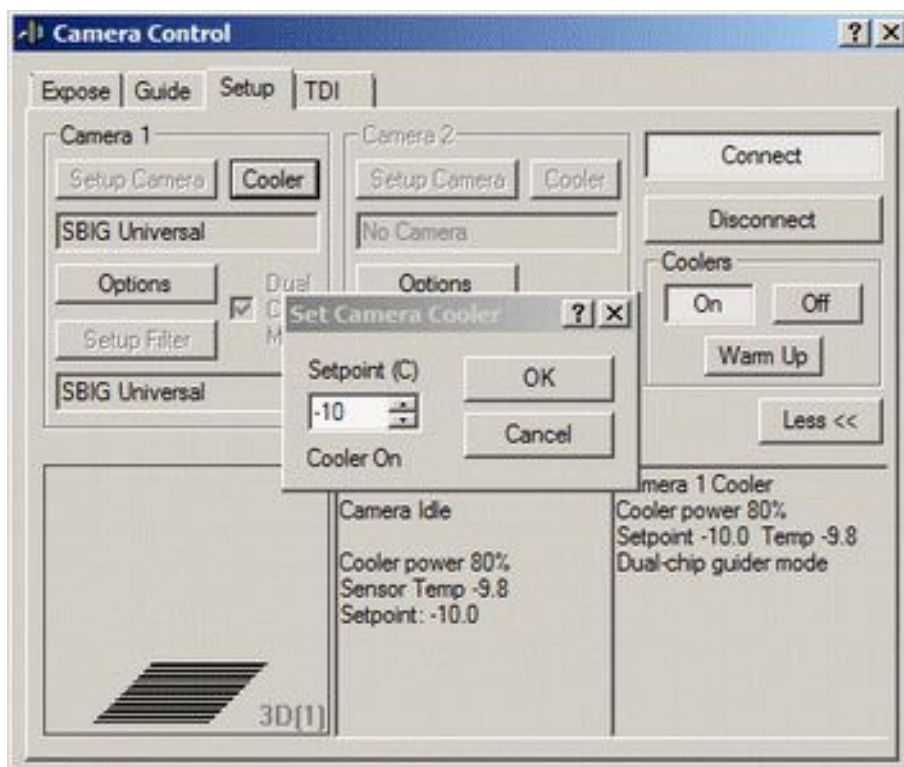 Camera Control
Expose Guide Setup TDI
Camera 1
Setup Camera Cooler
SBIG Universal
Options
Dual
Setup Filter
SBIG Universal
Camera 2
Setup Camera Cooler
No Camera
Options
Connect
Disconnect
Coolers
On Off
Warm Up
Less <<
Set Camera Cooler
Setpoint (C)
-10
Cooler On
OK
Cancel
3D[1]
Camera Idle
Cooler power 80%
Sensor Temp -9.8
Setpoint: -10.0
mera 1 Cooler
Cooler power 80%
Setpoint -10.0 Temp -9.8
Dual-chip guider mode